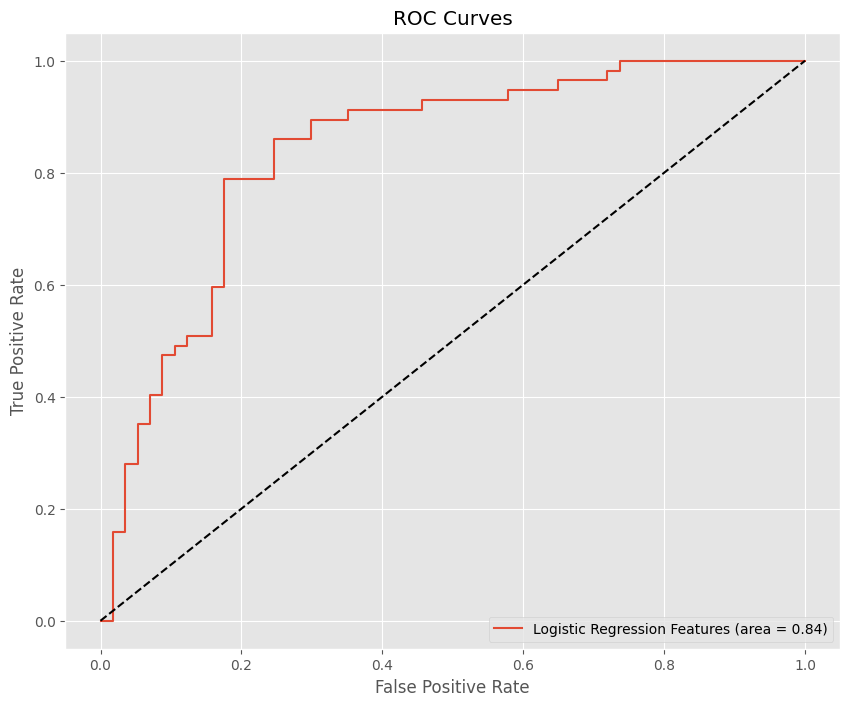 ROC Curves
1.0
0.8
0.6
0.4
0.2
0.0
True Positive Rate
Logistic Regression Features (area = 0.84)
0.0 0.2 0.4 0.6 0.8 1.0
False Positive Rate